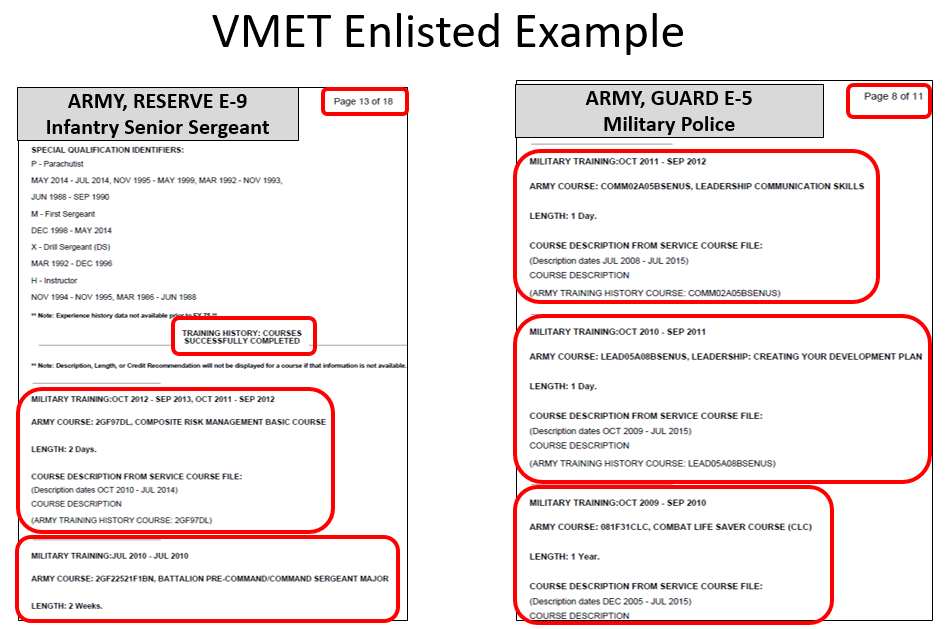 VMET Enlisted Example
ARMY, RESERVE E-9
Infantry Senior Sergeant
Page 13 of 18
SPECIAL QUALIFICATION IDENTIFIERS:
P - Parachutist
MAY 2014 - JUL 2014, NOV 1995 - MAY 1999, MAR 1992 - NOV 1993,
JUN 1988 - SEP 1990
M - First Sergeant
DEC 1998 - MAY 2014
X - Drill Sergeant (DS)
MAR 1992 - DEC 1996
H - Instructor
NOV 1994 - NOV 1995, MAR 1986 - JUN 1988
** Note: Experience history data not available prior to FY 75 **
TRAINING HISTORY: COURSES
SUCCESSFULLY COMPLETED
** Note: Description, Length, or Credit Recommendation will not be displayed for a course if that information is not available.
MILITARY TRAINING:OCT 2012 - SEP 2013, OCT 2011 - SEP 2012
ARMY COURSE: 2GF97DL, COMPOSITE RISK MANAGEMENT BASIC COURSE
LENGTH: 2 Days.
COURSE DESCRIPTION FROM SERVICE COURSE FILE:
(Description dates OCT 2010 - JUL 2014)
COURSE DESCRIPTION
(ARMY TRAINING HISTORY COURSE: 2GF97DL)
MILITARY TRAINING:JUL 2010 - JUL 2010
ARMY COURSE: 2GF22521F1BN, BATTALION PRE-COMMAND/COMMAND SERGEANT MAJOR
LENGTH: 2 Weeks.
ARMY, GUARD E-5
Military Police
Page 8 of 11
MILITARY TRAINING:OCT 2011 - SEP 2012
ARMY COURSE: COMM02A05BSENUS, LEADERSHIP COMMUNICATION SKILLS
LENGTH: 1 Day.
COURSE DESCRIPTION FROM SERVICE COURSE FILE:
(Description dates JUL 2008 - JUL 2015)
COURSE DESCRIPTION
(ARMY TRAINING HISTORY COURSE: COMM02A05BSENUS)
MILITARY TRAINING:OCT 2010 - SEP 2011
ARMY COURSE: LEAD05A08BSENUS, LEADERSHIP: CREATING YOUR DEVELOPMENT PLAN
LENGTH: 1 Day.
COURSE DESCRIPTION FROM SERVICE COURSE FILE:
(Description dates OCT 2009 - JUL 2015)
COURSE DESCRIPTION
(ARMY TRAINING HISTORY COURSE: LEAD05A08BSENUS)
MILITARY TRAINING:OCT 2009 - SEP 2010
ARMY COURSE: 081F31CLC, COMBAT LIFE SAVER COURSE (CLC)
LENGTH: 1 Year.
COURSE DESCRIPTION FROM SERVICE COURSE FILE:
(Description dates DEC 2005 - JUL 2015)
COURSE DESCRIPTION